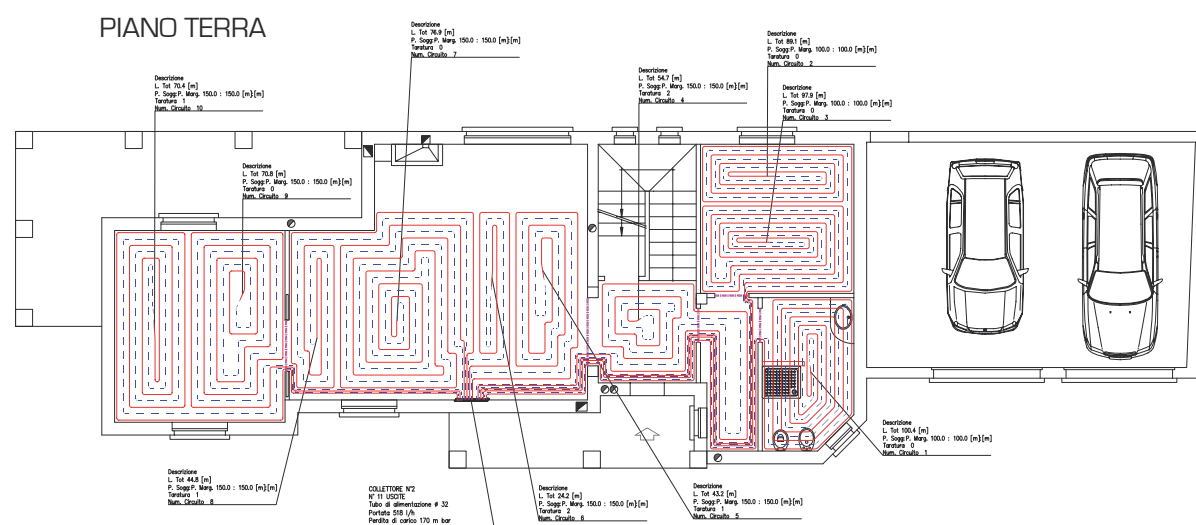 PIANO TERRA
Descrizione
L. Tot 76.9 [m]
P. Sogg:P. Marg. 150.0 : 150.0 [m]:[m]
Taratura 0
Num. Circuito 7
Descrizione
L. Tot 89.1 [m]
P. Sogg:P. Marg. 100.0 : 100.0 [m]:[m]
Taratura 0
Num. Circuito 2
Descrizione
L. Tot 70.4 [m]
P. Sogg:P. Marg. 150.0 : 150.0 [m]:[m]
Taratura 1
Num. Circuito 10
Descrizione
L. Tot 54.7 [m]
P. Sogg:P. Marg. 150.0 : 150.0 [m]:[m]
Taratura 2
Num. Circuito 4
Descrizione
L. Tot 97.9 [m]
P. Sogg:P. Marg. 100.0 : 100.0 [m]:[m]
Taratura 0
Num. Circuito 3
Descrizione
L. Tot 70.8 [m]
P. Sogg:P. Marg. 150.0 : 150.0 [m]:[m]
Taratura 0
Num. Circuito 9
Descrizione
L. Tot 100.4 [m]
P. Sogg:P. Marg. 100.0 : 100.0 [m]:[m]
Taratura 0
Num. Circuito 1
Descrizione
L. Tot 44.8 [m]
P. Sogg:P. Marg. 150.0 : 150.0 [m]:[m]
Taratura 1
Num. Circuito 8
COLLETTORE N°2
N° 11 USCITE
Tubo di alimentazione ø 32
Portata 518 l/h
Perdita di carico 170 m bar
Descrizione
L. Tot 24.2 [m]
P. Sogg:P. Marg. 150.0 : 150.0 [m]:[m]
Taratura 2
Num. Circuito 6
Descrizione
L. Tot 43.2 [m]
P. Sogg:P. Marg. 150.0 : 150.0 [m]:[m]
Taratura 1
Num. Circuito 5